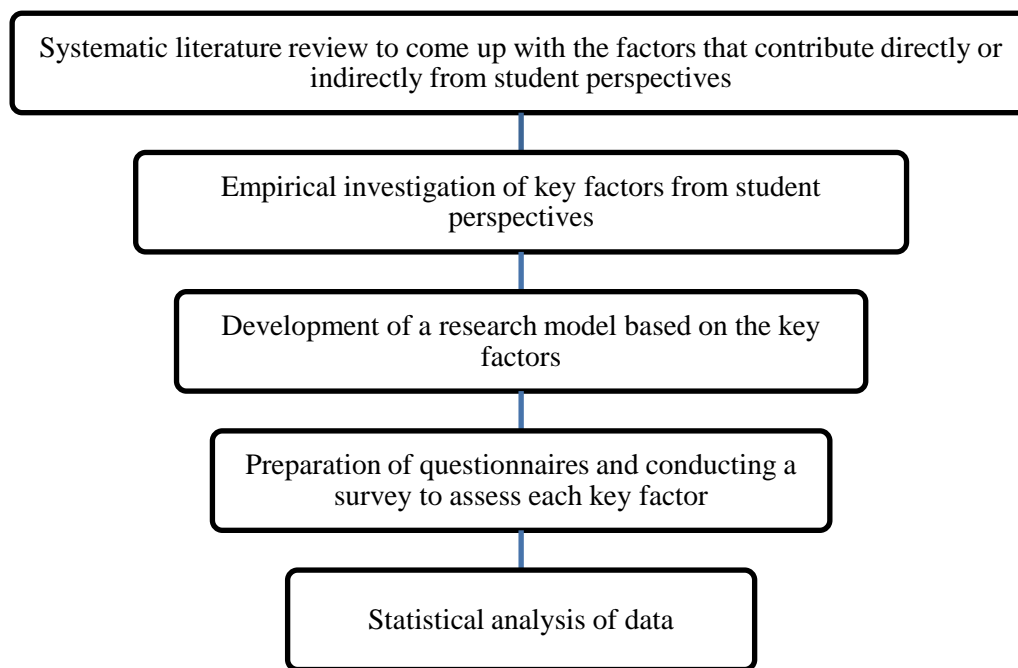 Systematic literature review to come up with the factors that contribute directly or
indirectly from student perspectives
Empirical investigation of key factors from student
perspectives
Development of a research model based on the key
factors
Preparation of questionnaires and conducting a
survey to assess each key factor
Statistical analysis of data